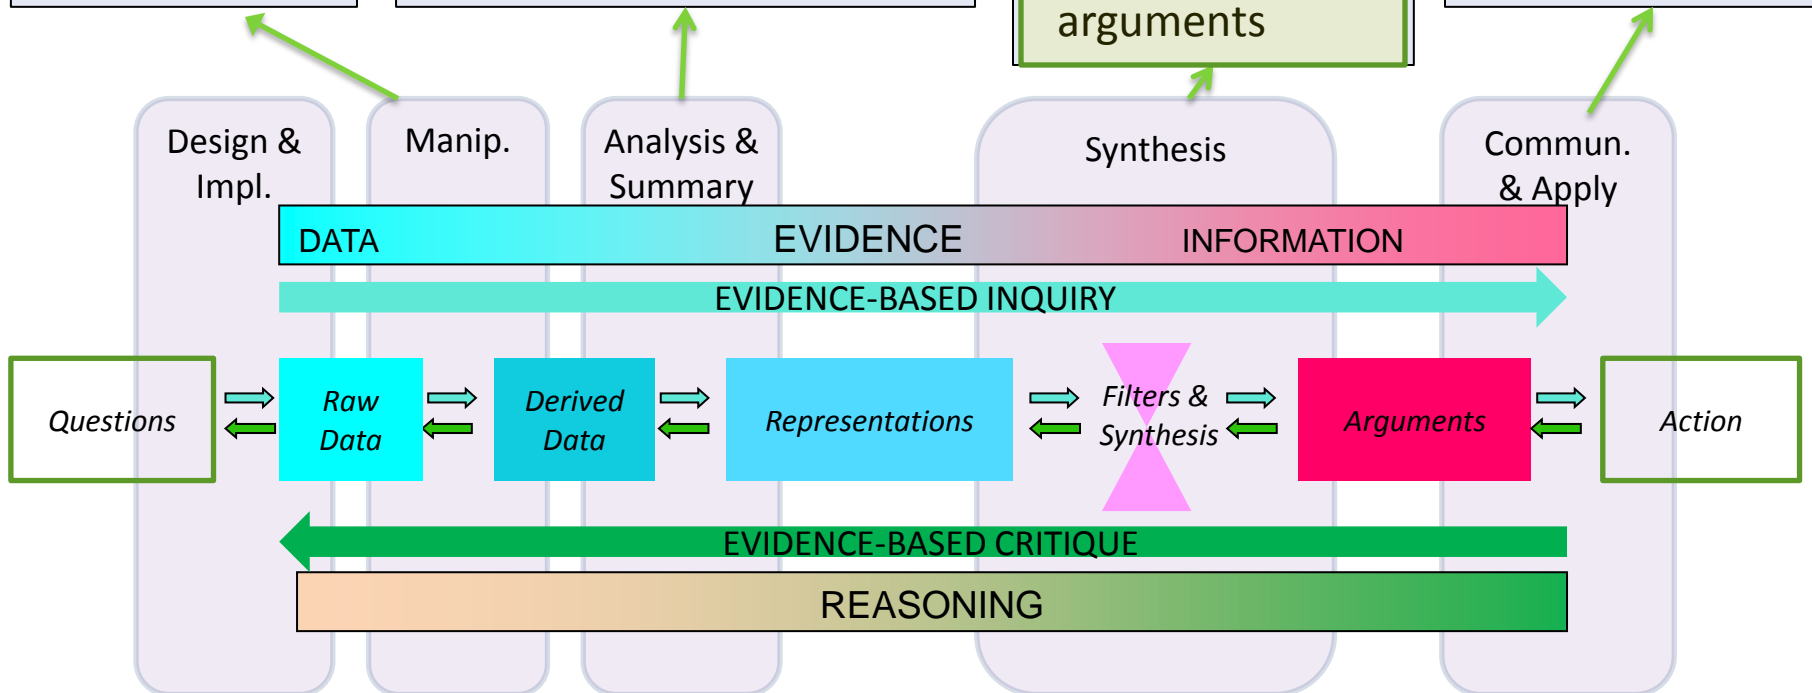 arguments
Design &
Impl.
Manip.
Analysis &
Summary
Synthesis
Commun.
& Apply
DATA
EVIDENCE
INFORMATION
EVIDENCE-BASED INQUIRY
Questions
Raw
Data
Derived
Data
Representations
Filters &
Synthesis
Arguments
Action
EVIDENCE-BASED CRITIQUE
REASONING